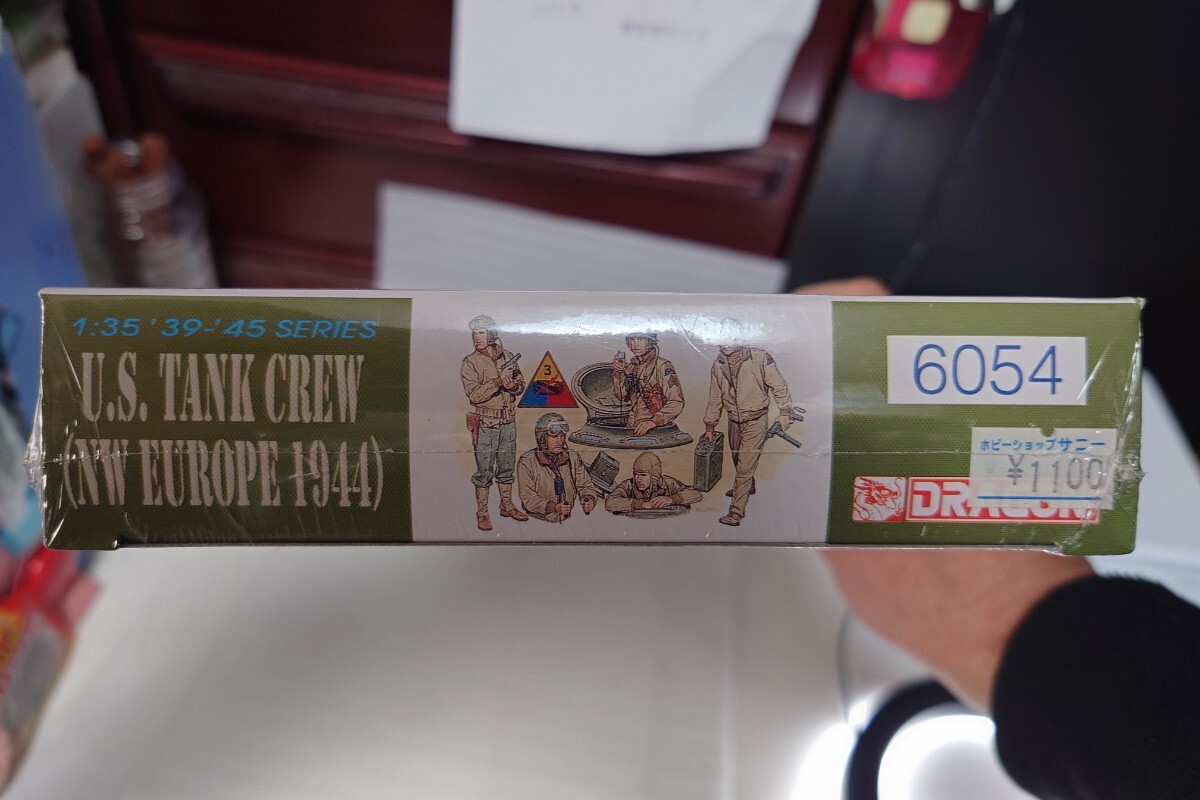 1:35 '39-'45 SERIES
U.S. TANK CREW
(NW EUROPE 1944)
3
6054
ホビーショップサニー
¥1100
DRAGON